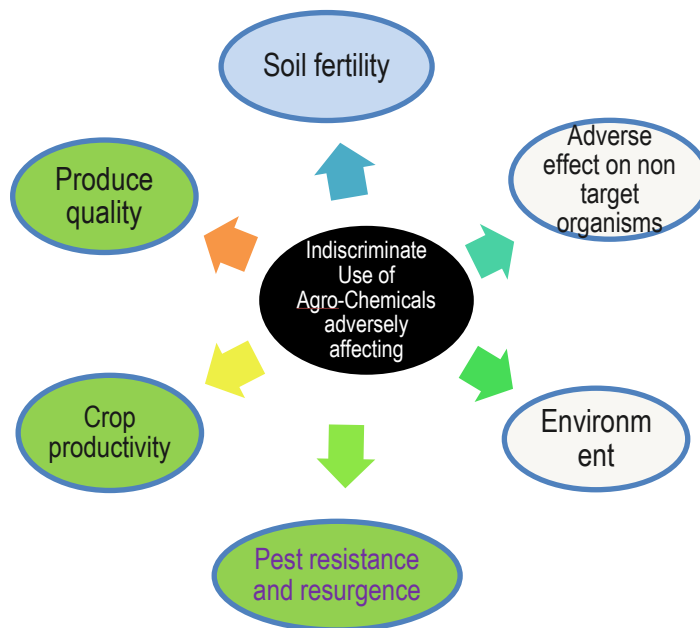 Soil fertility
Adverse
effect on non
target
organisms
Produce
quality
Indiscriminate
Use of
Agro-Chemicals
adversely
affecting
Crop
productivity
Environm
ent
Pest resistance
and resurgence